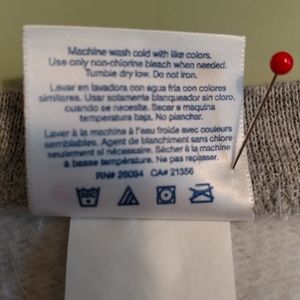 Machine wash cold with like colors.
Use only non-chlorine bleach when needed.
Tumble dry low. Do not iron.
Lavar en lavadora con agua fria con colores
similares. Usar solamente blanqueador sin cloro,
cuando se necesite. Secar a maquina
temperatura baja. No planchar.
Laver à la machine à l'eau froide avec couleurs
semblables. Agent de blanchiment sans chlore
seulement si nécessaire. Sécher à la machine
à basse température. Ne pas repasser.
RN# 26094 CA# 21356